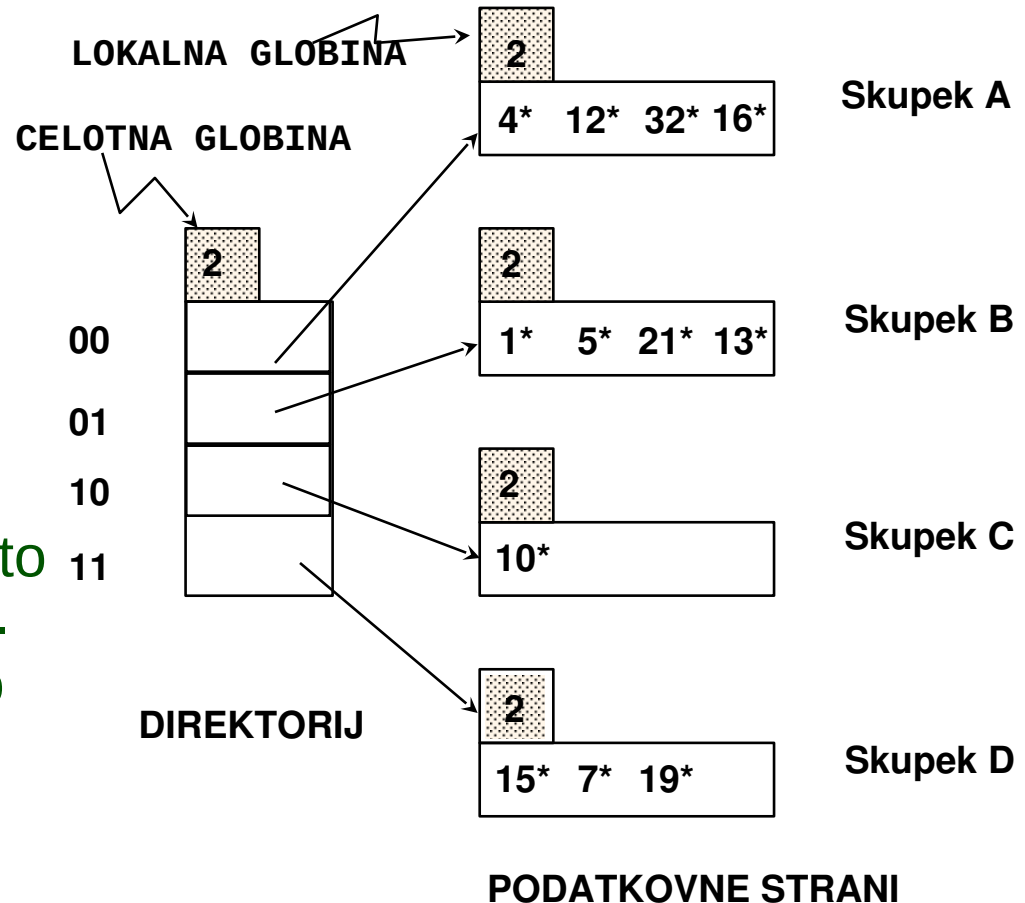 LOKALNA GLOBINA
2
Skupek A
4* 12* 32* 16*
CELOTNA GLOBINA
2
2
Skupek B
00
1* 5* 21* 13*
01
2
10
Skupek C
to
11
10*
2
DIREKTORIJ
Skupek D
15* 7* 19*
PODATKOVNE STRANI